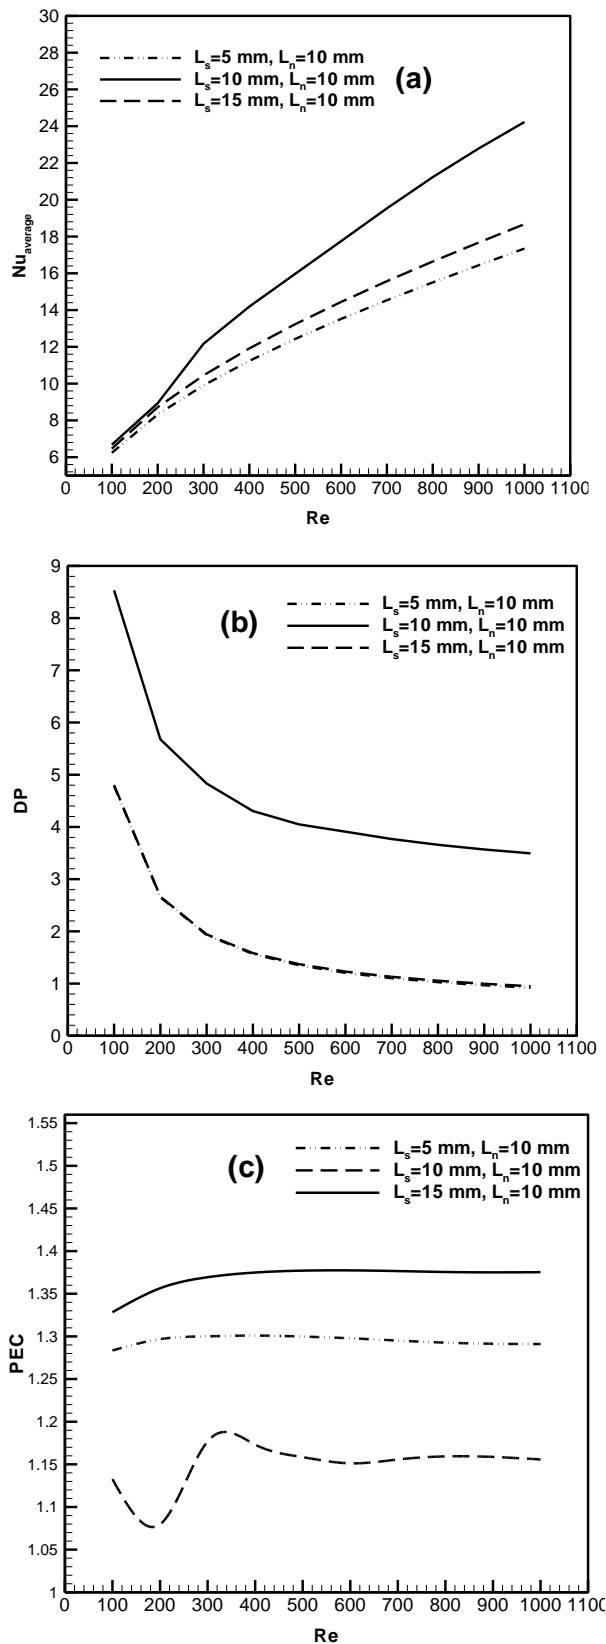 30
28
26
24
22
20
18
16
14
12
10
8
6
Nu_average
L_s=5 mm, L_n=10 mm
L_s=10 mm, L_n=10 mm
L_s=15 mm, L_n=10 mm
(a)
0 100 200 300 400 500 600 700 800 900 1000 1100
Re
9
8
7
6
5
4
3
2
1
0
DP
(b)
L_s=5 mm, L_n=10 mm
L_s=10 mm, L_n=10 mm
L_s=15 mm, L_n=10 mm
0 100 200 300 400 500 600 700 800 900 1000 1100
Re
1.55
1.5
1.45
1.4
1.35
1.3
1.25
1.2
1.15
1.1
1.05
1
PEC
(c)
L_s=5 mm, L_n=10 mm
L_s=10 mm, L_n=10 mm
L_s=15 mm, L_n=10 mm
0 100 200 300 400 500 600 700 800 900 1000 1100
Re